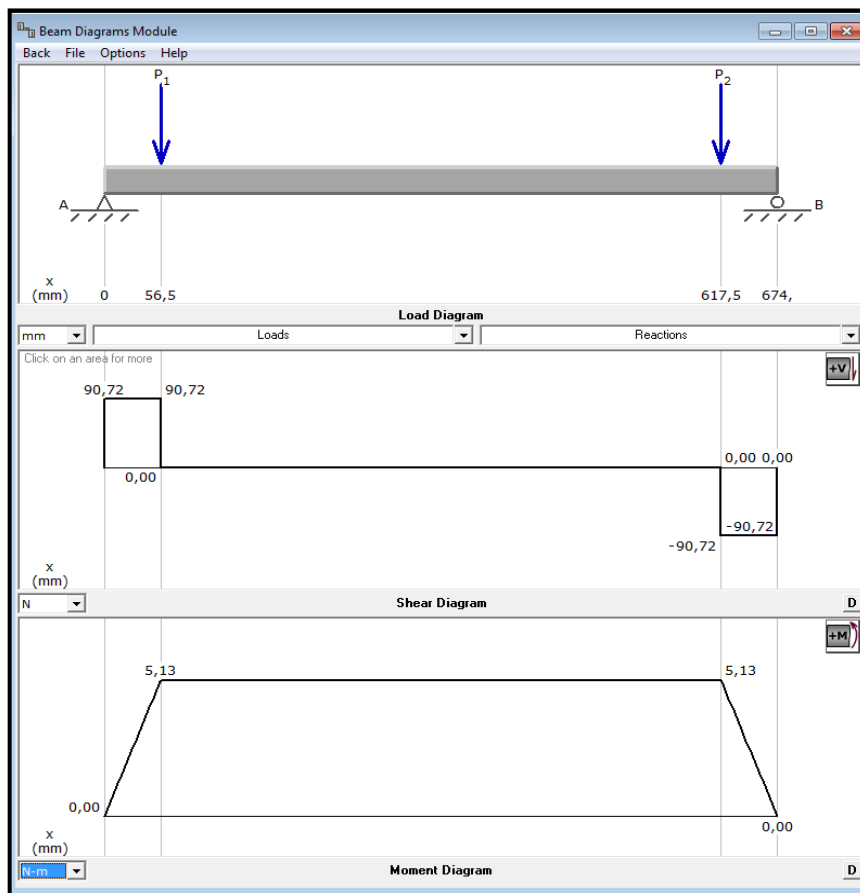 Beam Diagrams Module
Back File Options Help
P1 P2
A B
x
(mm) 0 56,5 617,5 674,
Load Diagram
mm Loads Reactions
Click on an area for more
+V
90,72 90,72
0,00 0,00 0,00
-90,72 -90,72
x
(mm)
N Shear Diagram D
+M
5,13 5,13
0,00 0,00
x
(mm)
N-m Moment Diagram D